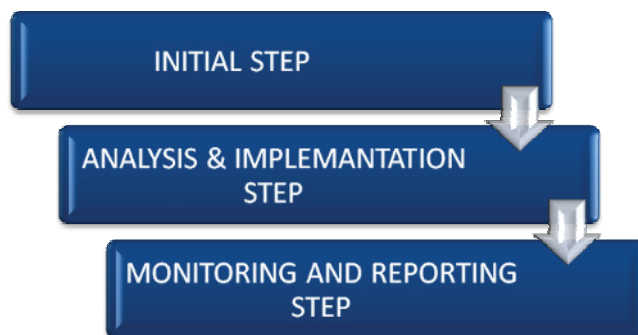 INITIAL STEP
ANALYSIS & IMPLEMANTATION
STEP
MONITORING AND REPORTING
STEP